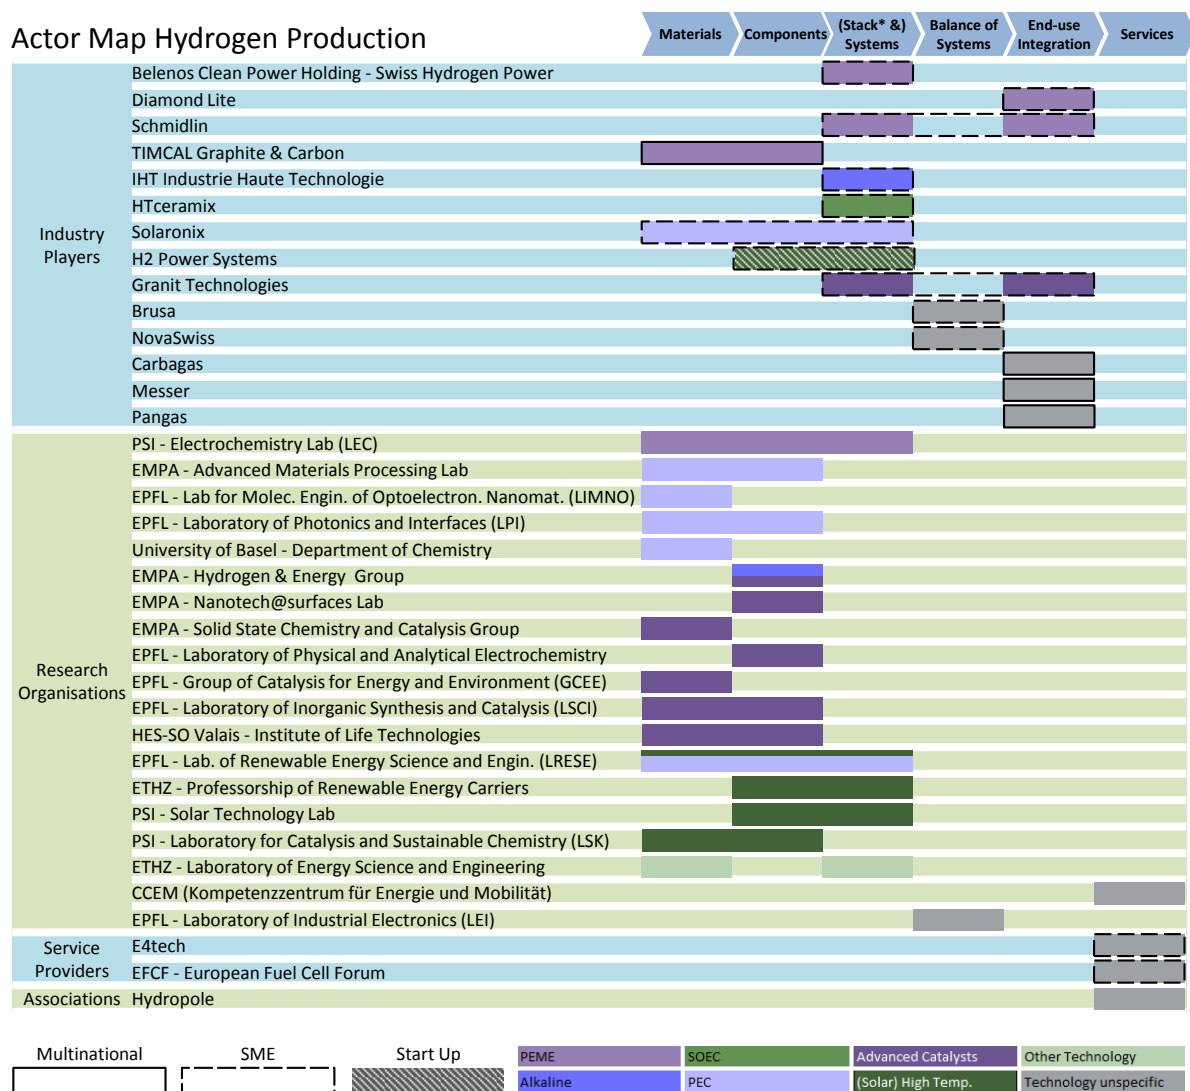 Actor Map Hydrogen Production
Materials
Components
(Stack* &)
Systems
Balance of
Systems
End-use
Integration
Services
Industry
Players
Belenos Clean Power Holding - Swiss Hydrogen Power
Diamond Lite
Schmidlin
TIMCAL Graphite & Carbon
IHT Industrie Haute Technologie
HTceramix
Solaronix
H2 Power Systems
Granit Technologies
Brusa
NovaSwiss
Carbagas
Messer
Pangas
Research
Organisations
PSI - Electrochemistry Lab (LEC)
EMPA - Advanced Materials Processing Lab
EPFL - Lab for Molec. Engin. of Optoelectron. Nanomat. (LIMNO)
EPFL - Laboratory of Photonics and Interfaces (LPI)
University of Basel - Department of Chemistry
EMPA - Hydrogen & Energy Group
EMPA - Nanotech@surfaces Lab
EMPA - Solid State Chemistry and Catalysis Group
EPFL - Laboratory of Physical and Analytical Electrochemistry
EPFL - Group of Catalysis for Energy and Environment (GCEE)
EPFL - Laboratory of Inorganic Synthesis and Catalysis (LSCI)
HES-SO Valais - Institute of Life Technologies
EPFL - Lab. of Renewable Energy Science and Engin. (LRESE)
ETHZ - Professorship of Renewable Energy Carriers
PSI - Solar Technology Lab
PSI - Laboratory for Catalysis and Sustainable Chemistry (LSK)
ETHZ - Laboratory of Energy Science and Engineering
CCEM (Kompetenzzentrum für Energie und Mobilität)
EPFL - Laboratory of Industrial Electronics (LEI)
Service
Providers
E4tech
EFCF - European Fuel Cell Forum
Associations
Hydropole
Multinational
SME
Start Up
PEME
SOEC
Advanced Catalysts
Other Technology
Alkaline
PEC
(Solar) High Temp.
Technology unspecific